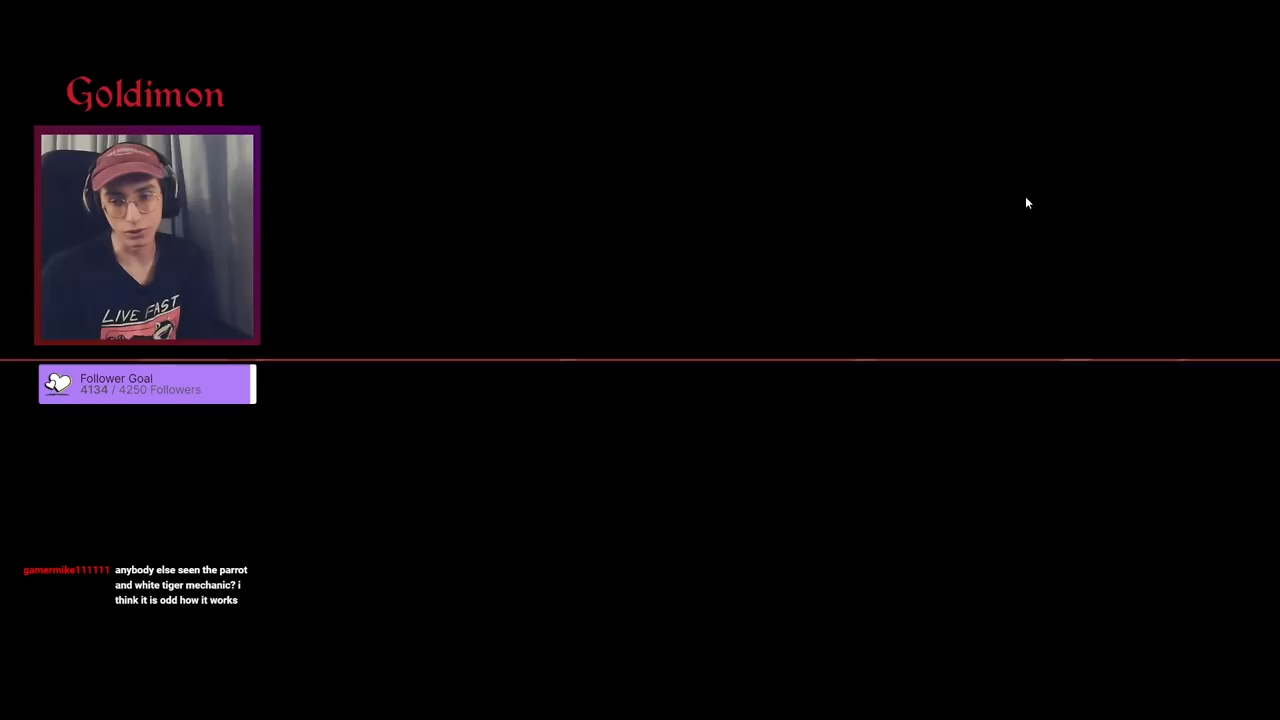 Goldimon
LIVE FAST
Follower Goal
4134 / 4250 Followers
gamermike111111 anybody else seen the parrot
and white tiger mechanic? i
think it is odd how it works